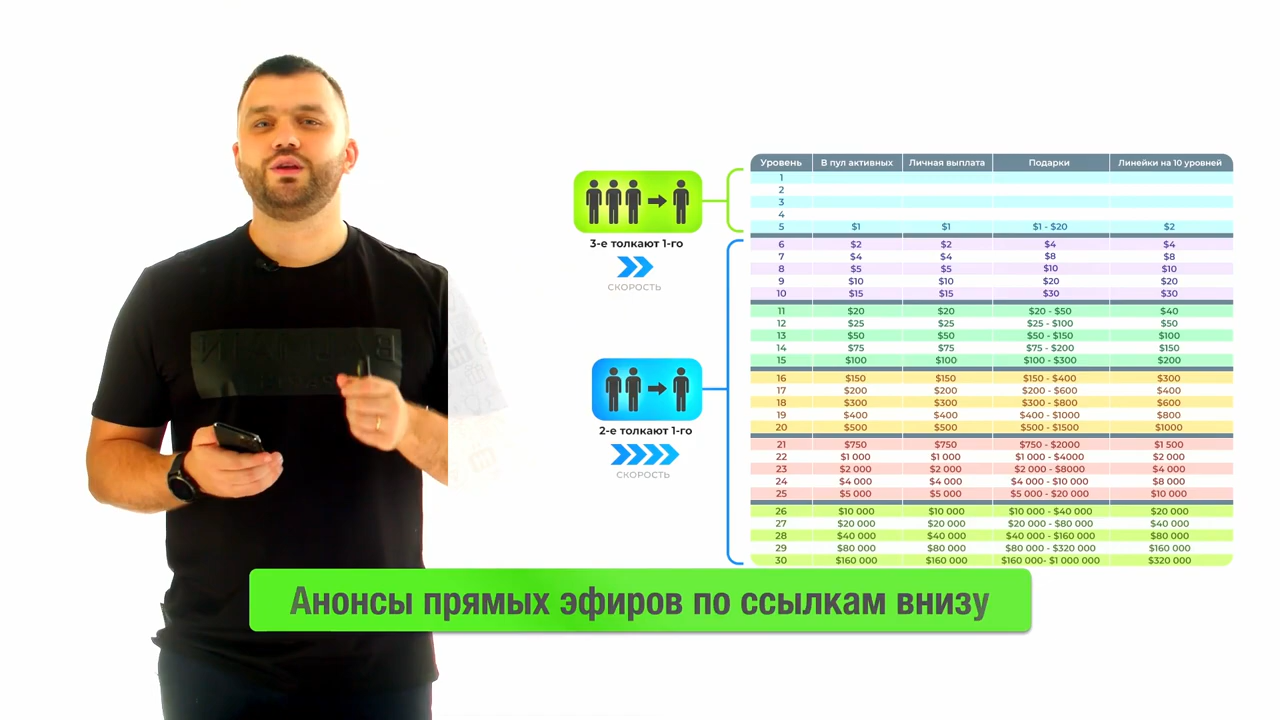 Уровень В пул активных Личная выплата Подарки Линейки на 10 уровней
1
2
3
4
5 $1 $1 $1 - $20 $2
6 $2 $2 $4 $4
7 $4 $4 $8 $8
8 $5 $5 $10 $10
9 $10 $10 $20 $20
10 $15 $15 $30 $30
11 $20 $20 $20 - $50 $40
12 $25 $25 $25 - $100 $50
13 $50 $50 $50 - $150 $100
14 $75 $75 $75 - $200 $150
15 $100 $100 $100 - $300 $200
16 $150 $150 $150 - $400 $300
17 $200 $200 $200 - $600 $400
18 $300 $300 $300 - $800 $600
19 $400 $400 $400 - $1000 $800
20 $500 $500 $500 - $1500 $1000
21 $750 $750 $750 - $2000 $1 500
22 $1 000 $1 000 $1 000 - $4000 $2 000
23 $2 000 $2 000 $2 000 - $8000 $4 000
24 $4 000 $4 000 $4 000 - $10 000 $8 000
25 $5 000 $5 000 $5 000 - $20 000 $10 000
26 $10 000 $10 000 $10 000 - $40 000 $20 000
27 $20 000 $20 000 $20 000 - $80 000 $40 000
28 $40 000 $40 000 $40 000 - $160 000 $80 000
29 $80 000 $80 000 $80 000 - $320 000 $160 000
30 $160 000 $160 000 $160 000- $1 000 000 $320 000
3-е толкают 1-го
СКОРОСТЬ
2-е толкают 1-го
СКОРОСТЬ
Анонсы прямых эфиров по ссылкам внизу